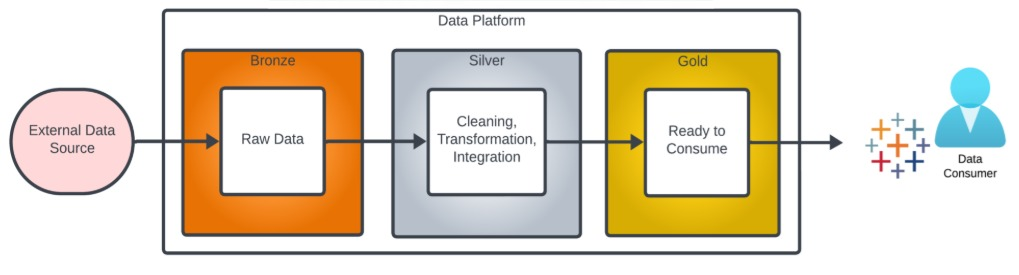 Data Platform
Bronze
Silver
Gold
External Data
Source
Raw Data
Cleaning,
Transformation,
Integration
Ready to
Consume
Data
Consumer